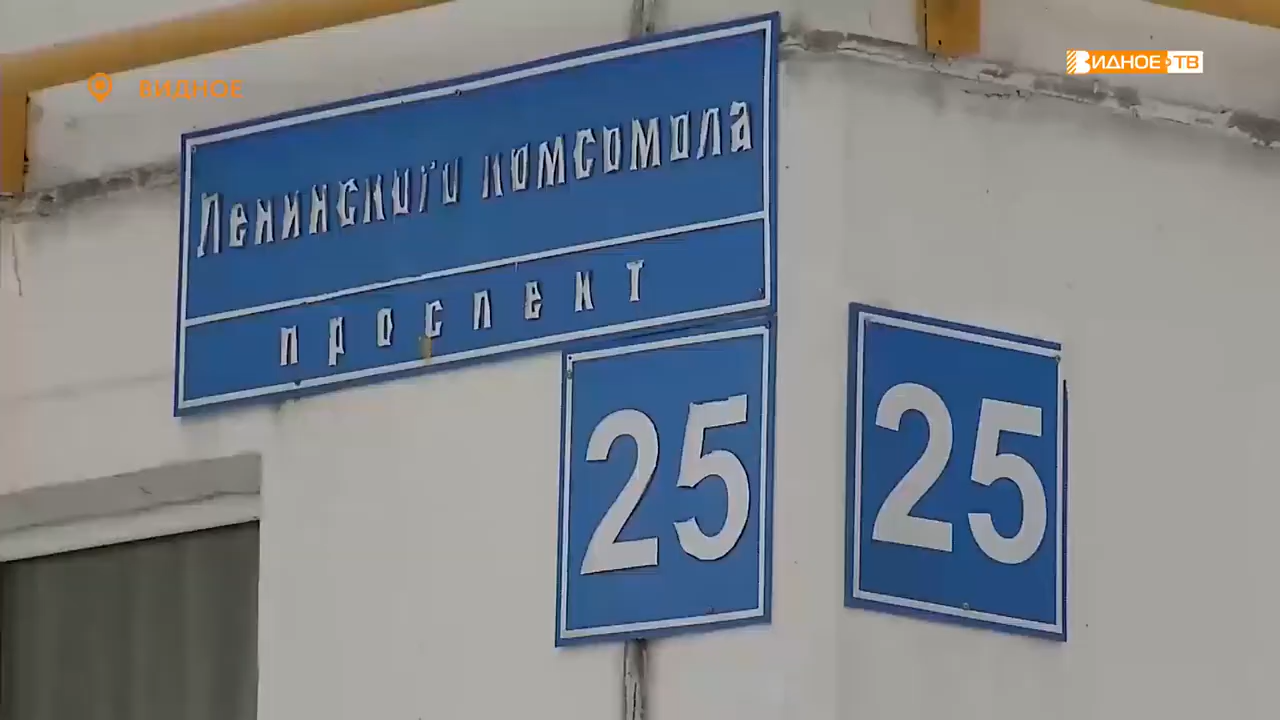 ВИДНОЕ
ВИДНОЕ ТВ
Ленинского комсомола
проспект
25
25